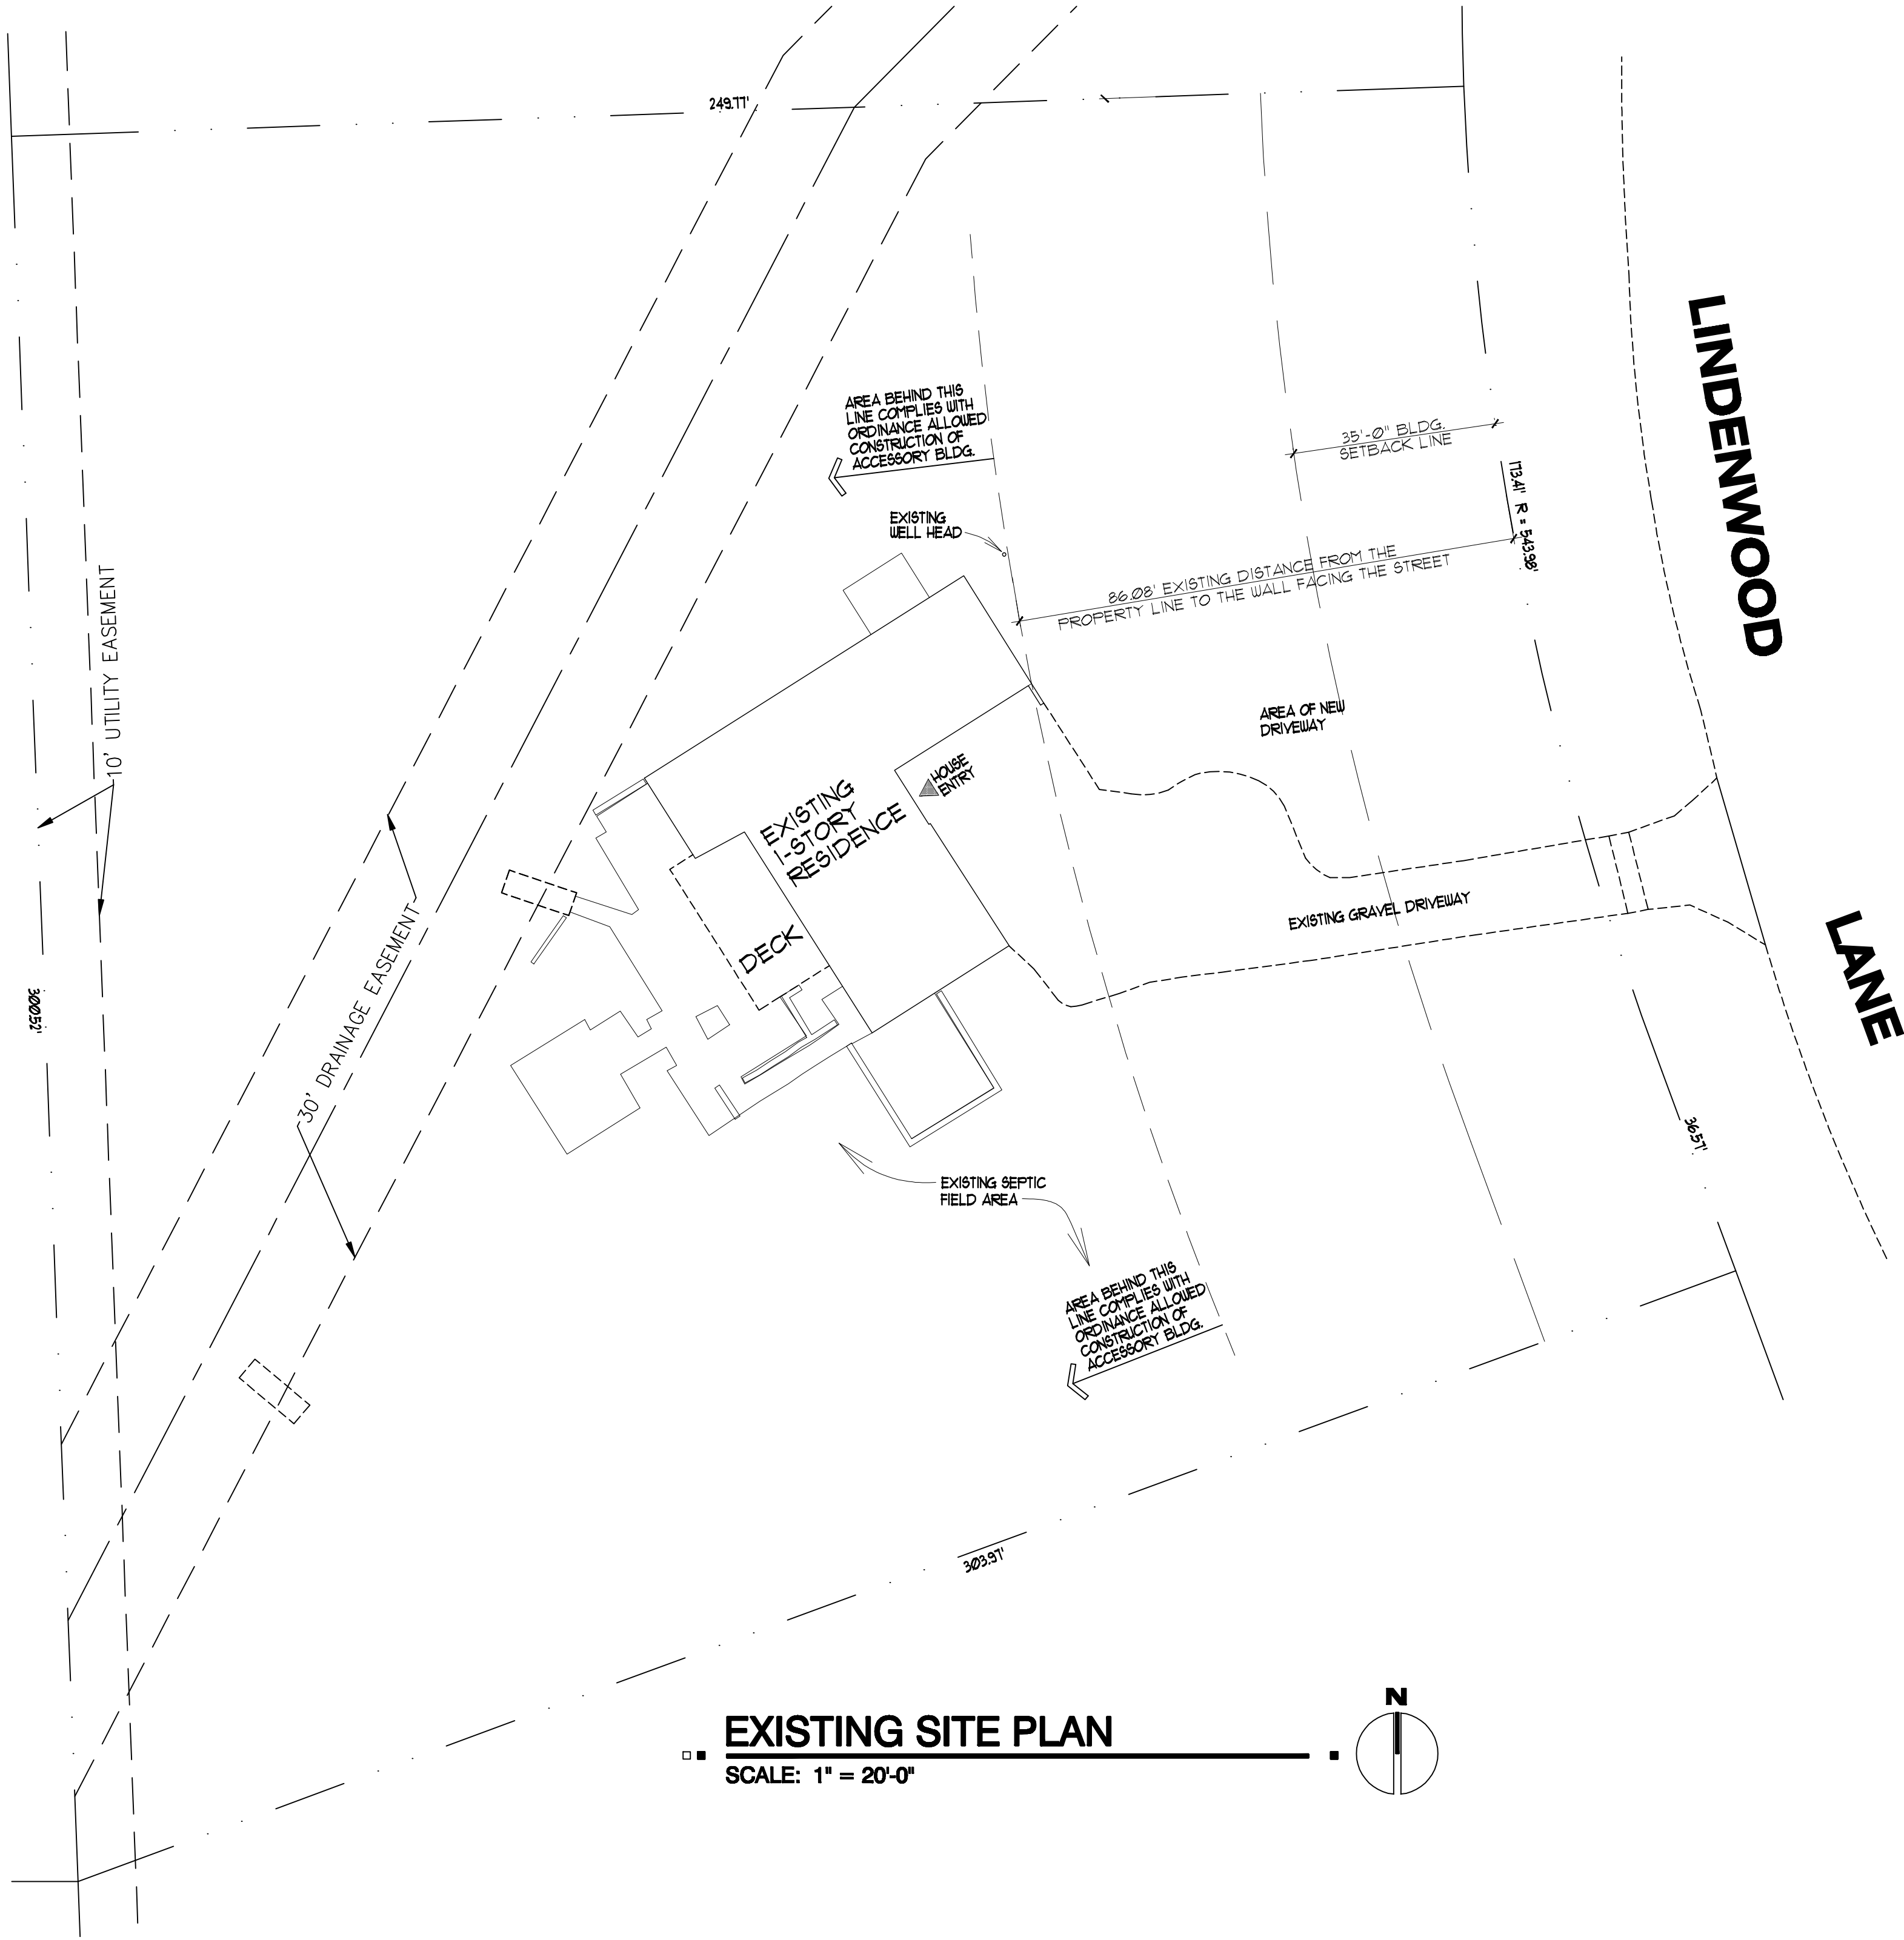 249.77'
LINDENWOOD
AREA BEHIND THIS
LINE COMPLIES WITH
ORDINANCE ALLOWED
CONSTRUCTION OF
ACCESSORY BLDG.
35'-0" BLDG.
SETBACK LINE
173.41' R = 543.98'
EXISTING
WELL HEAD
86.08' EXISTING DISTANCE FROM THE
PROPERTY LINE TO THE WALL FACING THE STREET
10' UTILITY EASEMENT
AREA OF NEW
DRIVEWAY
HOUSE
ENTRY
EXISTING
1-STORY
RESIDENCE
EXISTING GRAVEL DRIVEWAY
DECK
LANE
300.52'
30' DRAINAGE EASEMENT
36.57'
EXISTING SEPTIC
FIELD AREA
AREA BEHIND THIS
LINE COMPLIES WITH
ORDINANCE ALLOWED
CONSTRUCTION OF
ACCESSORY BLDG.
303.97'
N
EXISTING SITE PLAN
SCALE: 1" = 20'-0"